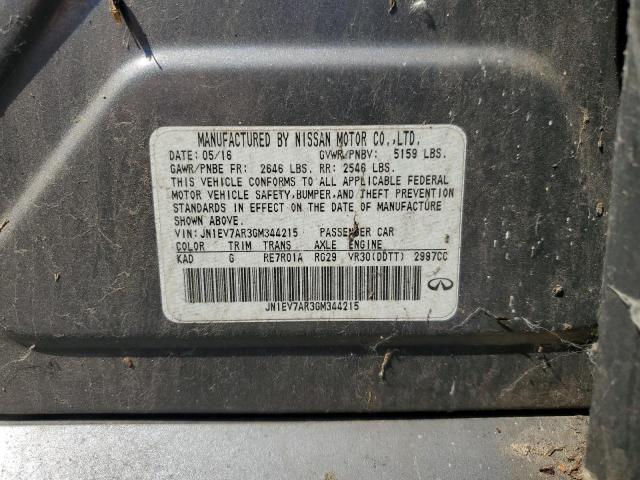 MANUFACTURED BY NISSAN MOTOR CO.,LTD.
DATE: 05/16 GVWR/PNBV: 5159 LBS.
GAWR/PNBE FR: 2646 LBS. RR: 2546 LBS.
THIS VEHICLE CONFORMS TO ALL APPLICABLE FEDERAL
MOTOR VEHICLE SAFETY, BUMPER, AND THEFT PREVENTION
STANDARDS IN EFFECT ON THE DATE OF MANUFACTURE
SHOWN ABOVE.
VIN: JN1EV7AR3GM344215 PASSENGER CAR
COLOR TRIM TRANS AXLE ENGINE
KAD G RE7R01A RG29 VR30(DDTT) 2997CC
JN1EV7AR3GM344215